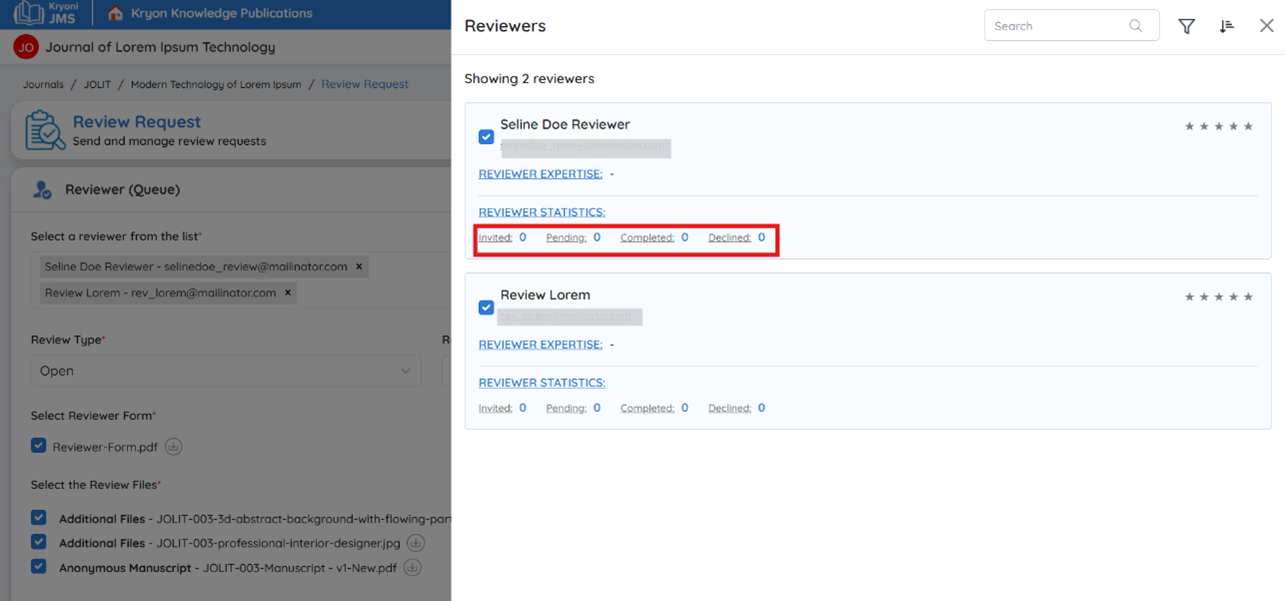 Kryoni
JMS
Kryon Knowledge Publications
JO Journal of Lorem Ipsum Technology
Journals / JOLIT / Modern Technology of Lorem Ipsum / Review Request
Review Request
Send and manage review requests
Reviewer (Queue)
Select a reviewer from the list*
Seline Doe Reviewer - selinedoe_review@mailinator.com ×
Review Lorem - rev_lorem@mailinator.com ×
Review Type*
R
Open
Select Reviewer Form*
Reviewer-Form.pdf
Select the Review Files*
Additional Files - JOLIT-003-3d-abstract-background-with-flowing-part
Additional Files - JOLIT-003-professional-interior-designer.jpg
Anonymous Manuscript - JOLIT-003-Manuscript - v1-New.pdf
Reviewers
Search
Showing 2 reviewers
Seline Doe Reviewer
REVIEWER EXPERTISE: -
REVIEWER STATISTICS:
Invited: 0 Pending: 0 Completed: 0 Declined: 0
Review Lorem
REVIEWER EXPERTISE: -
REVIEWER STATISTICS:
Invited: 0 Pending: 0 Completed: 0 Declined: 0